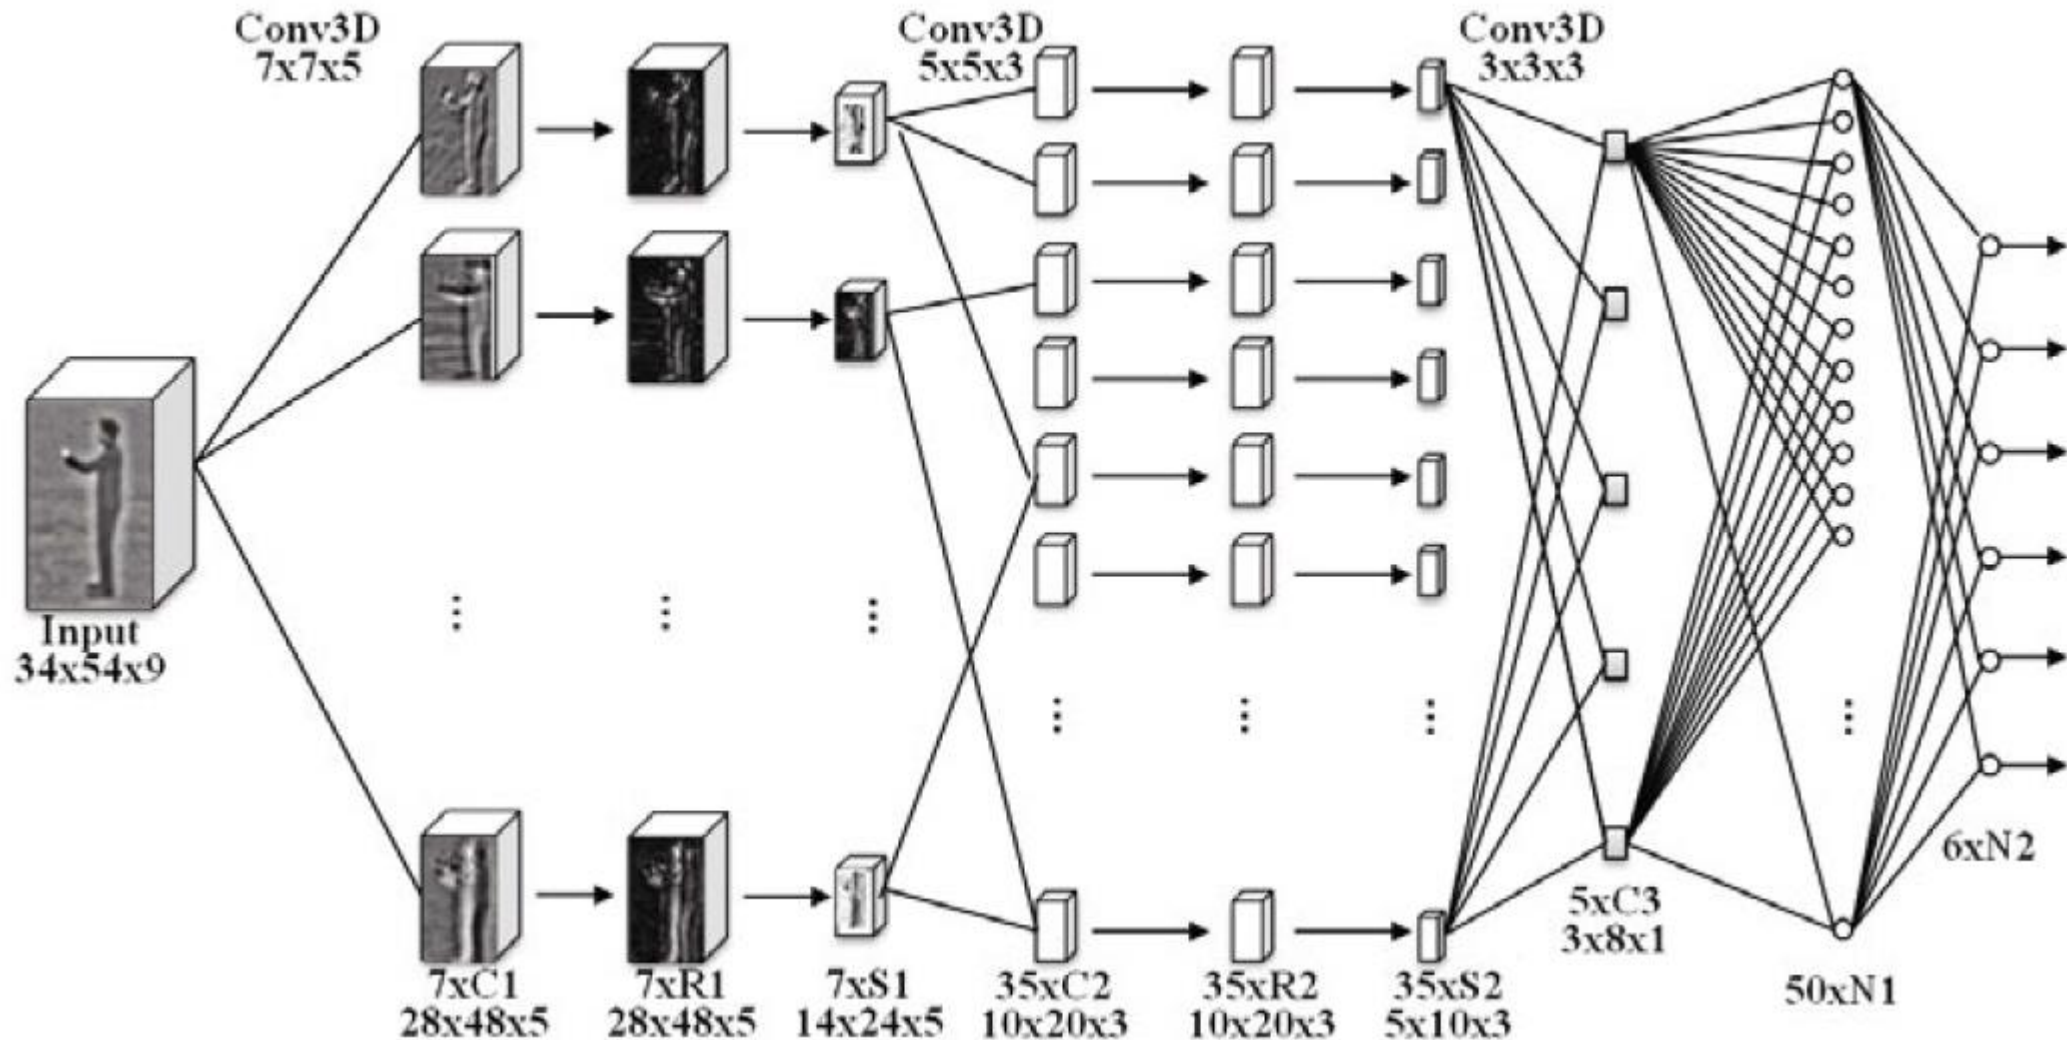 Conv3D
7x7x5
Conv3D
5x5x3
Conv3D
3x3x3
Input
34x54x9
7xC1
28x48x5
7xR1
28x48x5
7xS1
14x24x5
35xC2
10x20x3
35xR2
10x20x3
35xS2
5x10x3
5xC3
3x8x1
50xN1
6xN2